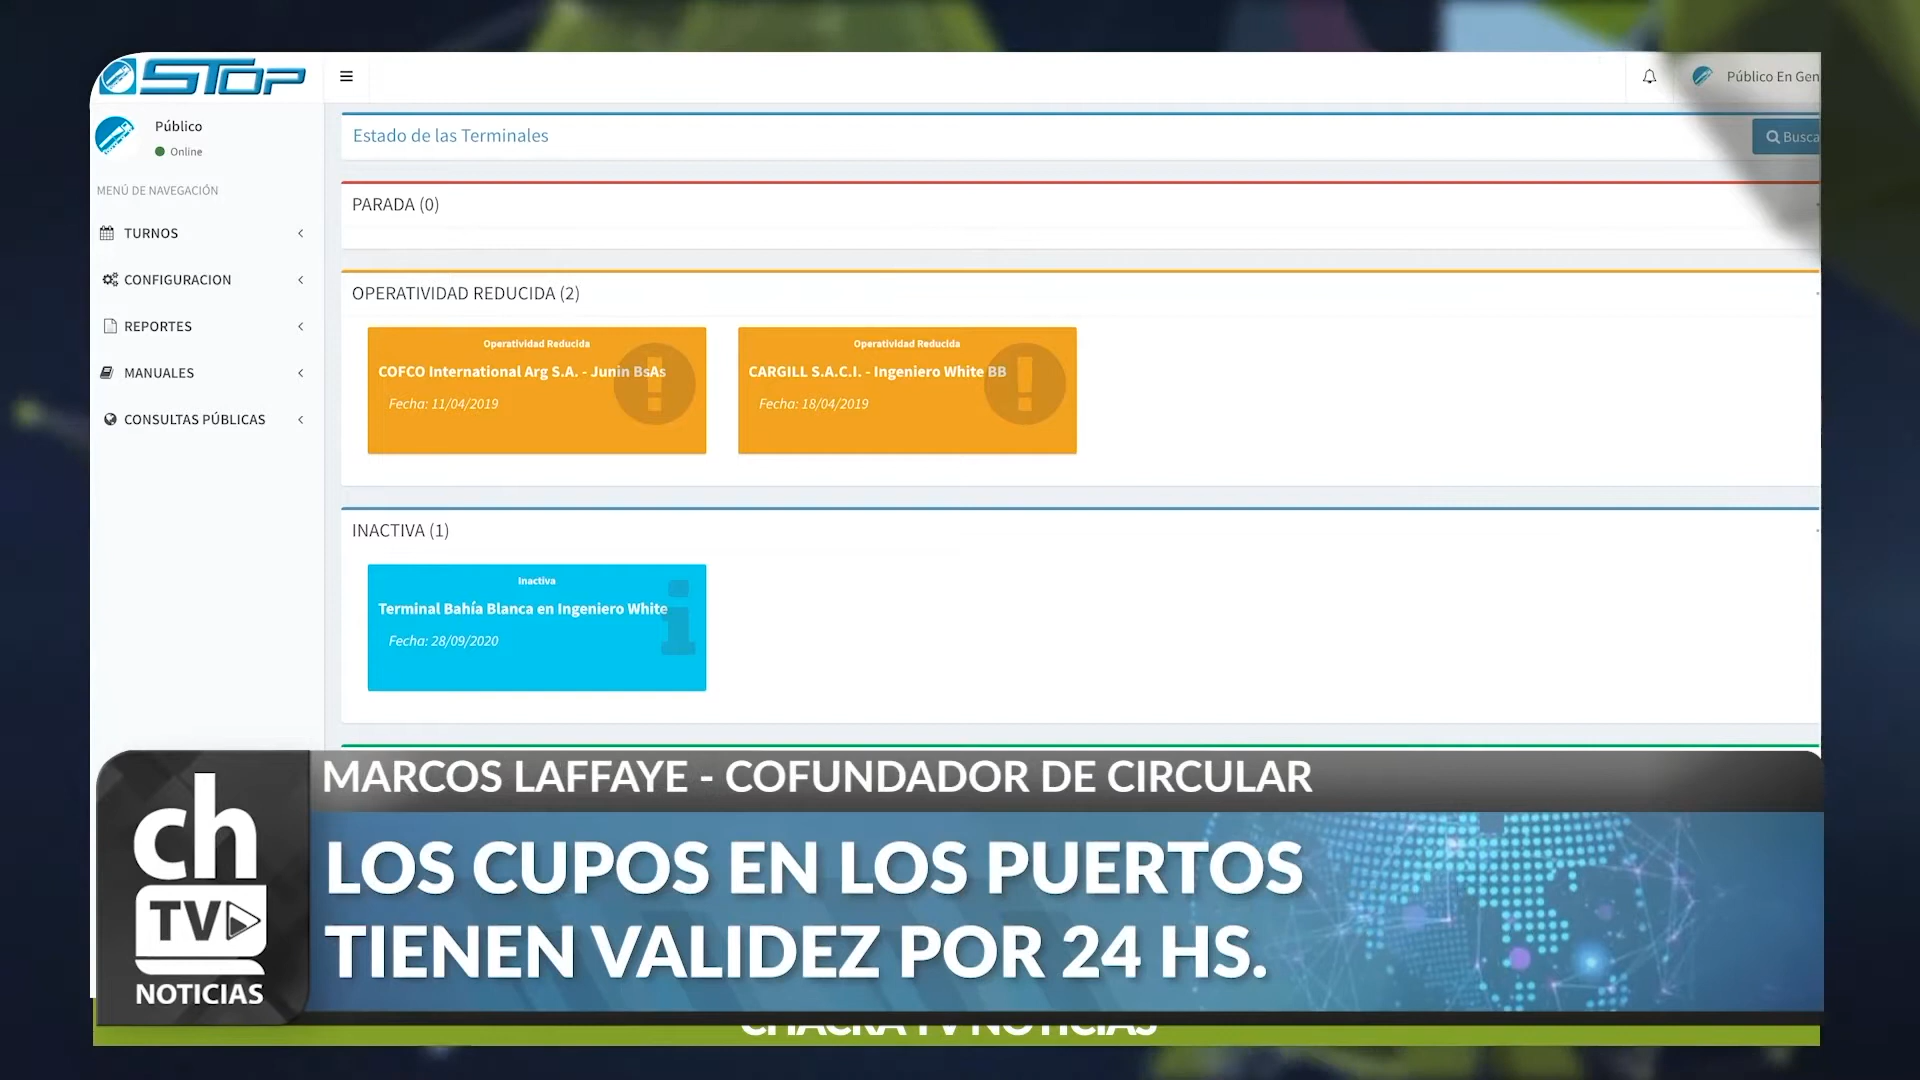 STOP
Público En Gen
Público
Online
Estado de las Terminales
Busca
MENÚ DE NAVEGACIÓN
PARADA (0)
TURNOS
CONFIGURACION
OPERATIVIDAD REDUCIDA (2)
REPORTES
Operatividad Reducida
COFCO International Arg S.A. - Junin BsAs
Fecha: 11/04/2019
Operatividad Reducida
CARGILL S.A.C.I. - Ingeniero White BB
Fecha: 18/04/2019
MANUALES
CONSULTAS PÚBLICAS
INACTIVA (1)
Inactiva
Terminal Bahía Blanca en Ingeniero White
Fecha: 28/09/2020
MARCOS LAFFAYE - COFUNDADOR DE CIRCULAR
LOS CUPOS EN LOS PUERTOS
TIENEN VALIDEZ POR 24 HS.
ch
TV
NOTICIAS
CHACRA TV NOTICIAS